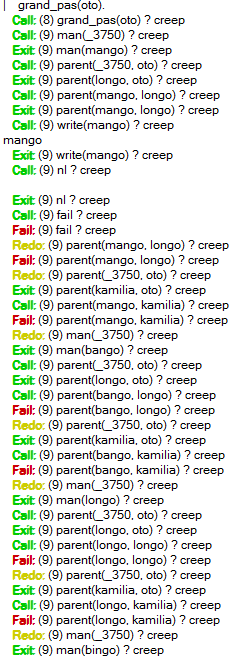 | grand_pas(oto).
Call: (8) grand_pas(oto) ? creep
Call: (9) man(_3750) ? creep
Exit: (9) man(mango) ? creep
Call: (9) parent(_3750, oto) ? creep
Exit: (9) parent(longo, oto) ? creep
Call: (9) parent(mango, longo) ? creep
Exit: (9) parent(mango, longo) ? creep
Call: (9) write(mango) ? creep
mango
Exit: (9) write(mango) ? creep
Call: (9) nl ? creep
Exit: (9) nl ? creep
Call: (9) fail ? creep
Fail: (9) fail ? creep
Redo: (9) parent(mango, longo) ? creep
Fail: (9) parent(mango, longo) ? creep
Redo: (9) parent(_3750, oto) ? creep
Exit: (9) parent(kamilia, oto) ? creep
Call: (9) parent(mango, kamilia) ? creep
Fail: (9) parent(mango, kamilia) ? creep
Redo: (9) man(_3750) ? creep
Exit: (9) man(bango) ? creep
Call: (9) parent(_3750, oto) ? creep
Exit: (9) parent(longo, oto) ? creep
Call: (9) parent(bango, longo) ? creep
Fail: (9) parent(bango, longo) ? creep
Redo: (9) parent(_3750, oto) ? creep
Exit: (9) parent(kamilia, oto) ? creep
Call: (9) parent(bango, kamilia) ? creep
Fail: (9) parent(bango, kamilia) ? creep
Redo: (9) man(_3750) ? creep
Exit: (9) man(longo) ? creep
Call: (9) parent(_3750, oto) ? creep
Exit: (9) parent(longo, oto) ? creep
Call: (9) parent(longo, longo) ? creep
Fail: (9) parent(longo, longo) ? creep
Redo: (9) parent(_3750, oto) ? creep
Exit: (9) parent(kamilia, oto) ? creep
Call: (9) parent(longo, kamilia) ? creep
Fail: (9) parent(longo, kamilia) ? creep
Redo: (9) man(_3750) ? creep
Exit: (9) man(bingo) ? creep